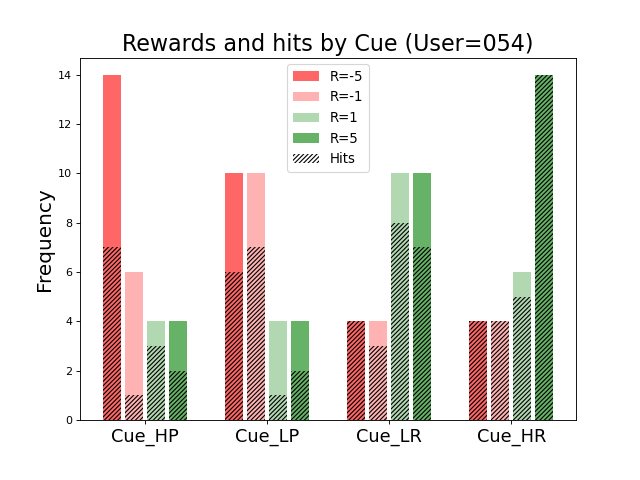 Rewards and hits by Cue (User=054)
R=-5
R=-1
R=1
R=5
Hits
Frequency
14
12
10
8
6
4
2
0
Cue_HP
Cue_LP
Cue_LR
Cue_HR